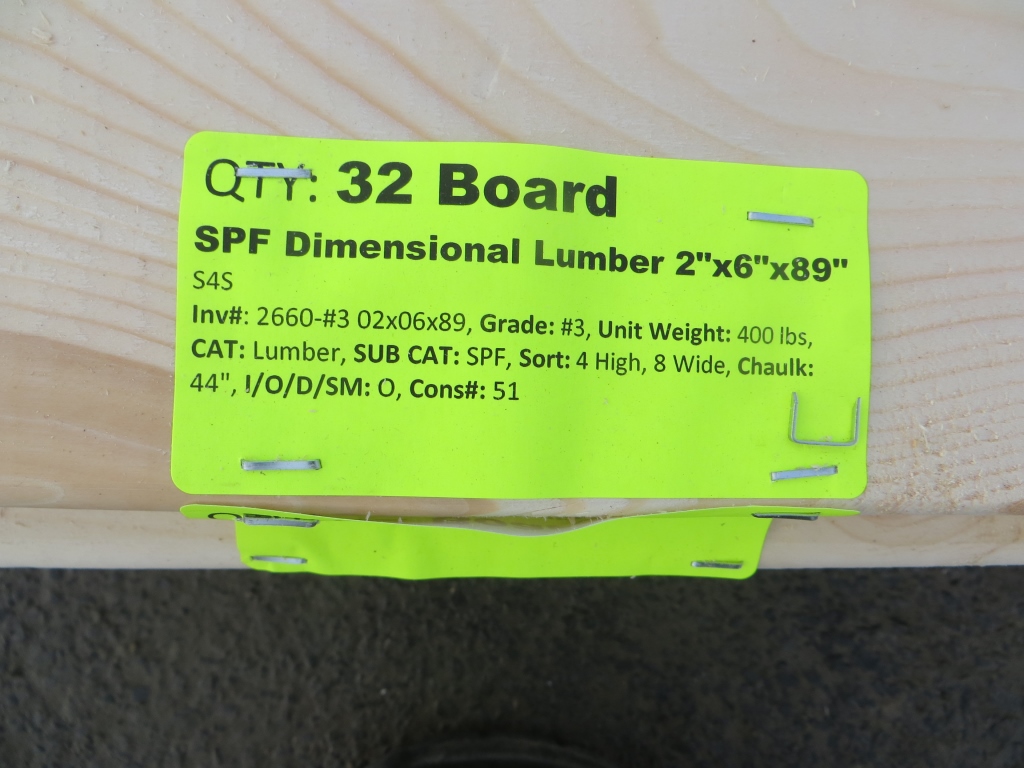 QTY: 32 Board
SPF Dimensional Lumber 2"x6"x89"
S4S
Inv#: 2660-#3 02x06x89, Grade: #3, Unit Weight: 400 lbs,
CAT: Lumber, SUB CAT: SPF, Sort: 4 High, 8 Wide, Chaulk:
44", I/O/D/SM: O, Cons#: 51